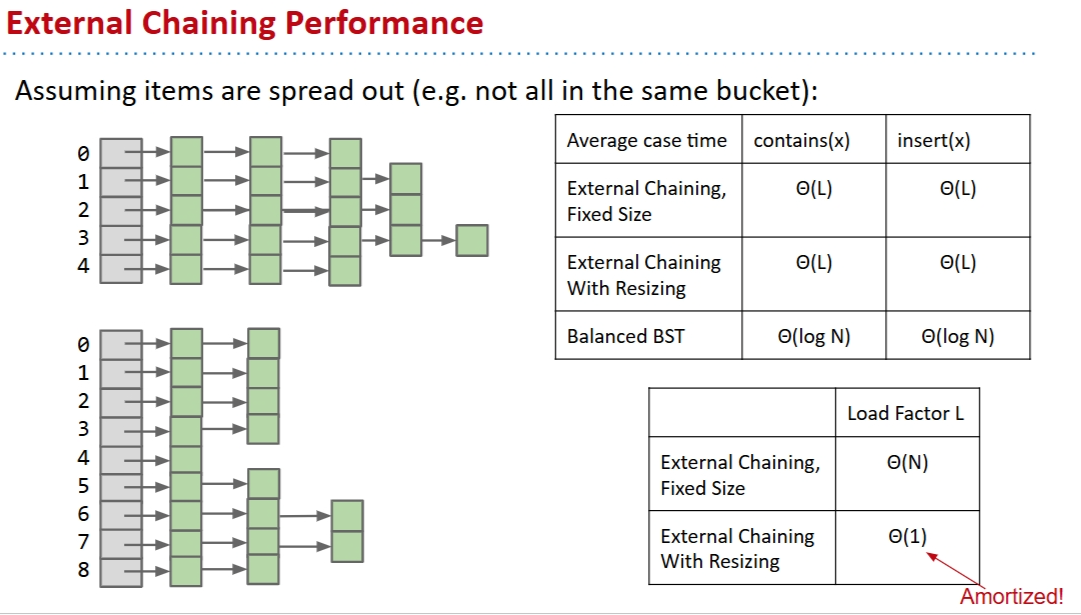 External Chaining Performance
Assuming items are spread out (e.g. not all in the same bucket):
0
1
2
3
4
0
1
2
3
4
5
6
7
8
Average case time contains(x) insert(x)
External Chaining, Θ(L) Θ(L)
Fixed Size
External Chaining Θ(L) Θ(L)
With Resizing
Balanced BST Θ(log N) Θ(log N)
Load Factor L
External Chaining, Θ(N)
Fixed Size
External Chaining Θ(1)
With Resizing
Amortized!